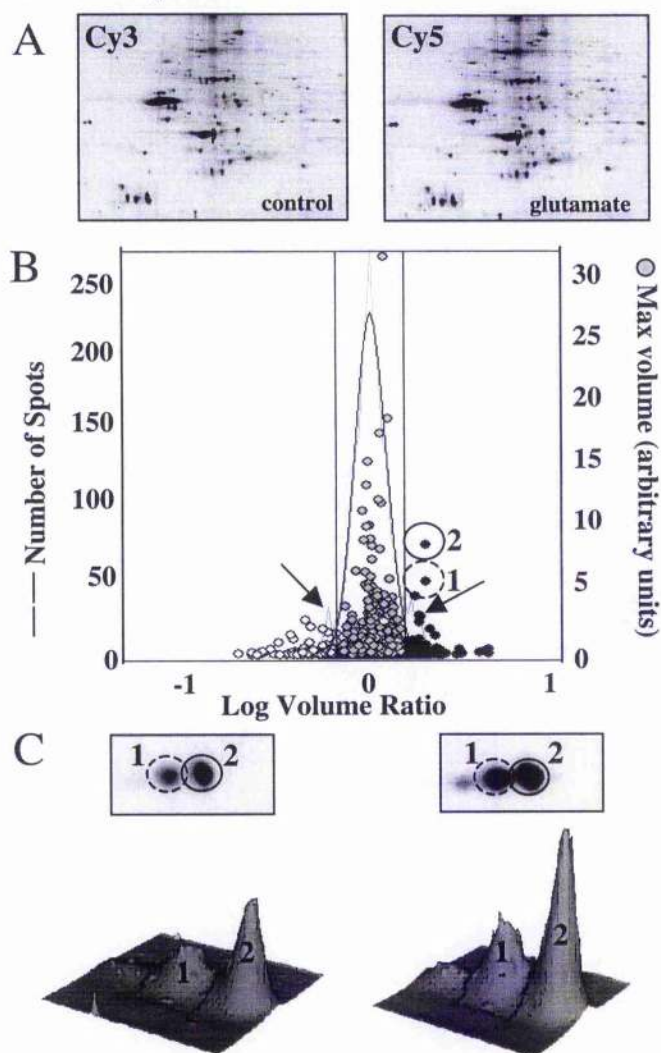 A
Cy3
control
Cy5
glutamate
B
250
200
150
100
50
0
—— Number of Spots
30
25
20
15
10
5
0
Max volume (arbitrary units)
2
1
-1
0
1
Log Volume Ratio
C
1
2
1
2
1
2
1
2